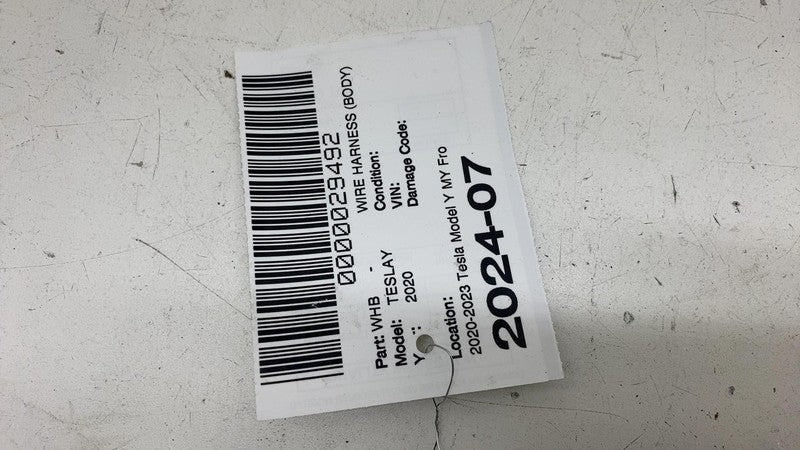 0000029492
Part: WHB - WIRE HARNESS (BODY)
Model: TESLAY Condition:
Y : 2020 VIN:
Damage Code:
Location:
2020-2023 Tesla Model Y MY Fro
2024-07